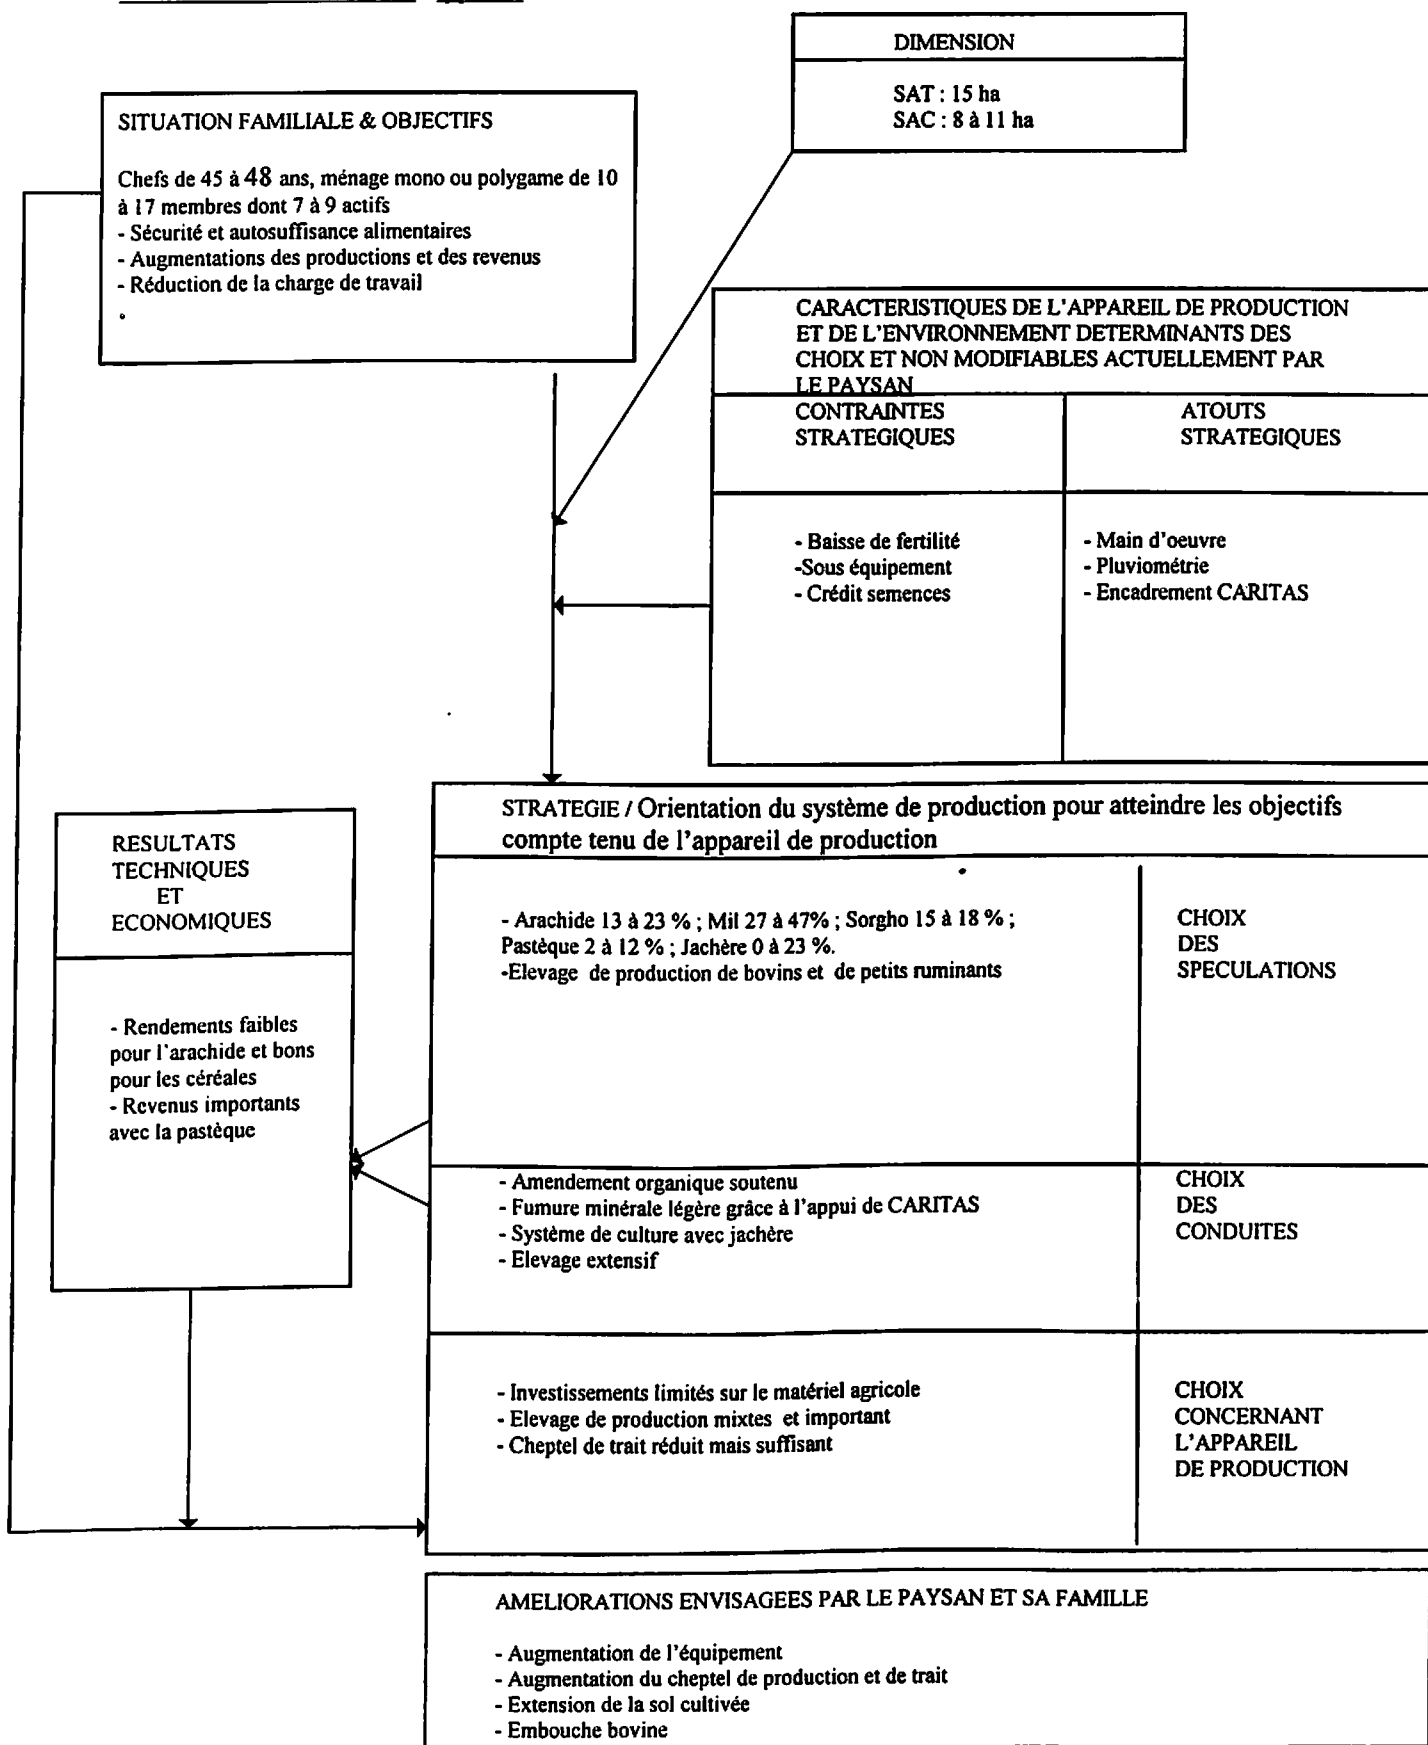 DIMENSION
SAT : 15 ha
SAC : 8 à 11 ha
SITUATION FAMILIALE & OBJECTIFS
Chefs de 45 à 48 ans, ménage mono ou polygame de 10
à 17 membres dont 7 à 9 actifs
- Sécurité et autosuffisance alimentaires
- Augmentations des productions et des revenus
- Réduction de la charge de travail
CARACTERISTIQUES DE L'APPAREIL DE PRODUCTION
ET DE L'ENVIRONNEMENT DETERMINANTS DES
CHOIX ET NON MODIFIABLES ACTUELLEMENT PAR
LE PAYSAN
CONTRAINTES
STRATEGIQUES
ATOUTS
STRATEGIQUES
- Baisse de fertilité
-Sous équipement
- Crédit semences
- Main d'oeuvre
- Pluviométrie
- Encadrement CARITAS
STRATEGIE / Orientation du système de production pour atteindre les objectifs
compte tenu de l'appareil de production
- Arachide 13 à 23 % ; Mil 27 à 47% ; Sorgho 15 à 18 % ;
Pastèque 2 à 12 % ; Jachère 0 à 23 %.
-Elevage de production de bovins et de petits ruminants
CHOIX
DES
SPECULATIONS
RESULTATS
TECHNIQUES
ET
ECONOMIQUES
- Rendements faibles
pour l'arachide et bons
pour les céréales
- Revenus importants
avec la pastèque
- Amendement organique soutenu
- Fumure minérale légère grâce à l'appui de CARITAS
- Système de culture avec jachère
- Elevage extensif
CHOIX
DES
CONDUITES
- Investissements limités sur le matériel agricole
- Elevage de production mixtes et important
- Cheptel de trait réduit mais suffisant
CHOIX
CONCERNANT
L'APPAREIL
DE PRODUCTION
AMELIORATIONS ENVISAGEES PAR LE PAYSAN ET SA FAMILLE
- Augmentation de l'équipement
- Augmentation du cheptel de production et de trait
- Extension de la sol cultivée
- Embouche bovine